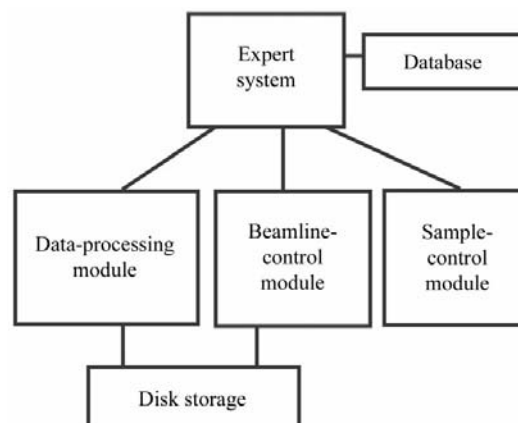 Expert
system
Database
Data-processing
module
Beamline-
control
module
Sample-
control
module
Disk storage